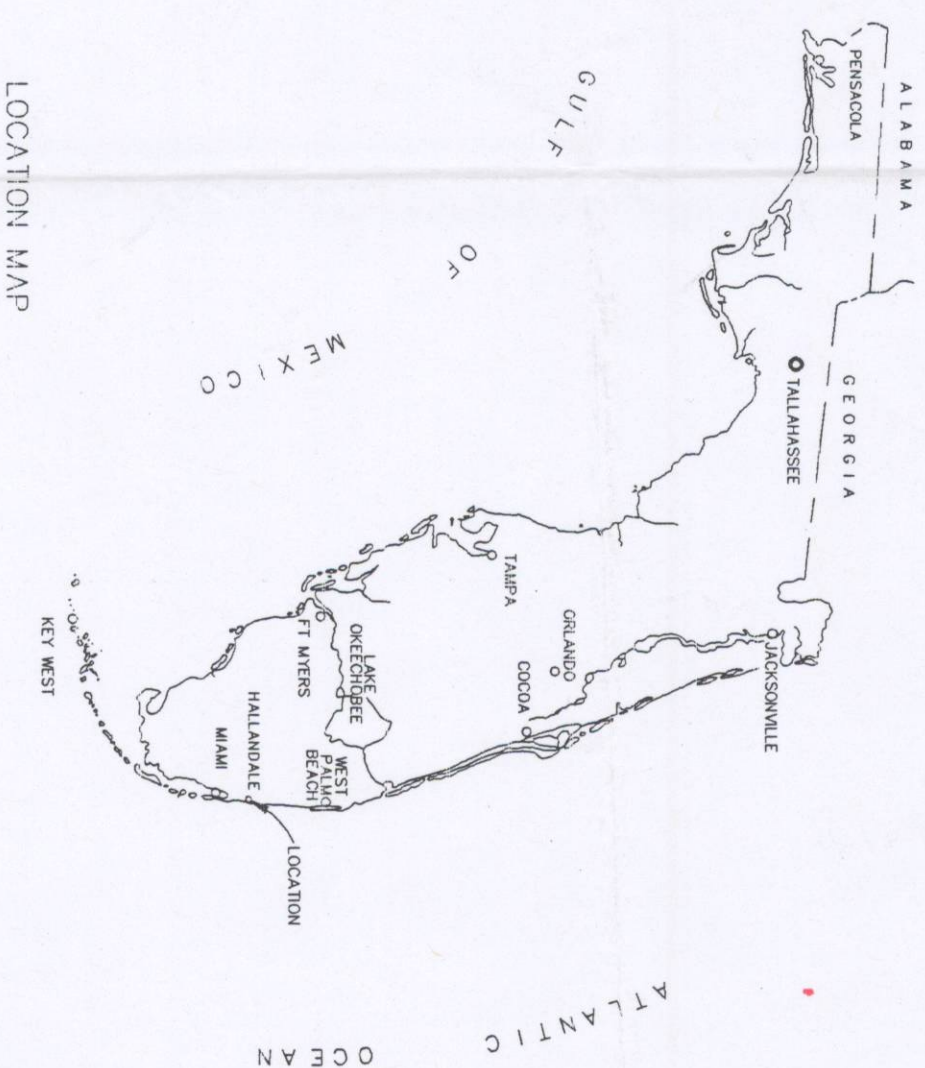 ALABAMA
PENSACOLA
GEORGIA
TALLAHASSEE
JACKSONVILLE
GULF
OF
MEXICO
ORLANDO
COCOA
TAMPA
LAKE
OKEECHOBEE
FT MYERS
WEST
PALM
BEACH
HALLANDALE
MIAMI
LOCATION
KEY WEST
ATLANTIC
OCEAN
LOCATION MAP